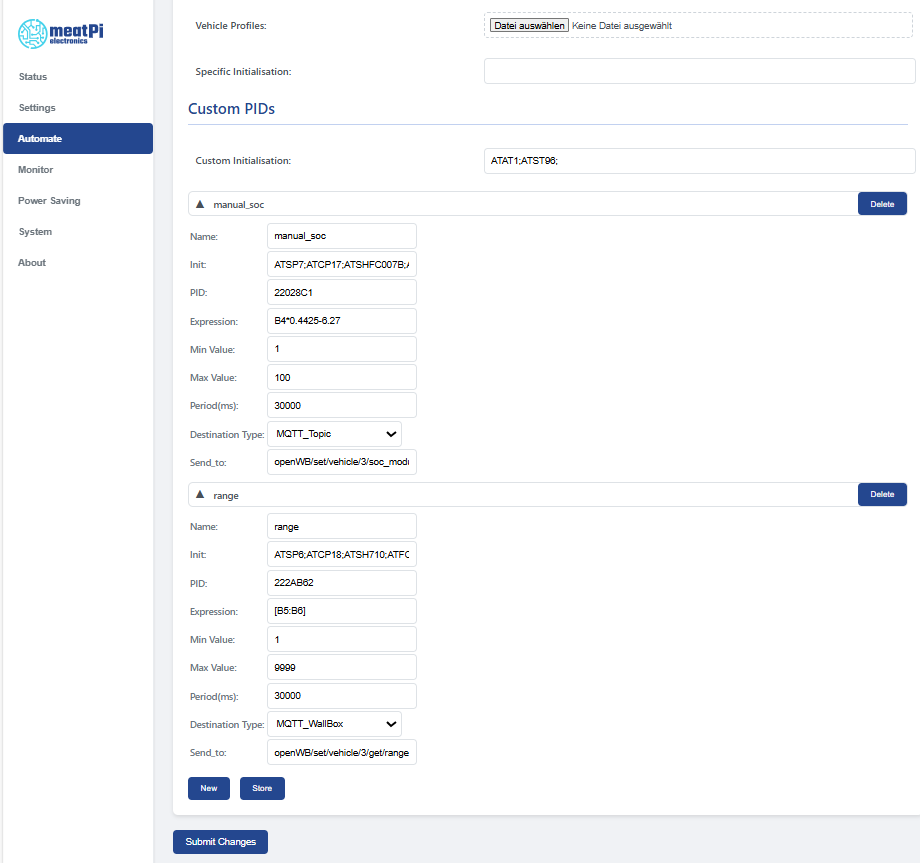 meatPi
electronics
Status
Settings
Automate
Monitor
Power Saving
System
About
Vehicle Profiles: Datei auswählen Keine Datei ausgewählt
Specific Initialisation:
Custom PIDs
Custom Initialisation: ATAT1;ATST96;
▲ manual_soc Delete
Name: manual_soc
Init: ATSP7;ATCP17;ATSHFC007B;
PID: 22028C1
Expression: B4*0.4425-6.27
Min Value: 1
Max Value: 100
Period(ms): 30000
Destination Type: MQTT_Topic
Send_to: openWB/set/vehicle/3/soc_modu
▲ range Delete
Name: range
Init: ATSP6;ATCP18;ATSH710;ATFC
PID: 222AB62
Expression: [B5:B6]
Min Value: 1
Max Value: 9999
Period(ms): 30000
Destination Type: MQTT_WallBox
Send_to: openWB/set/vehicle/3/get/range
New Store
Submit Changes